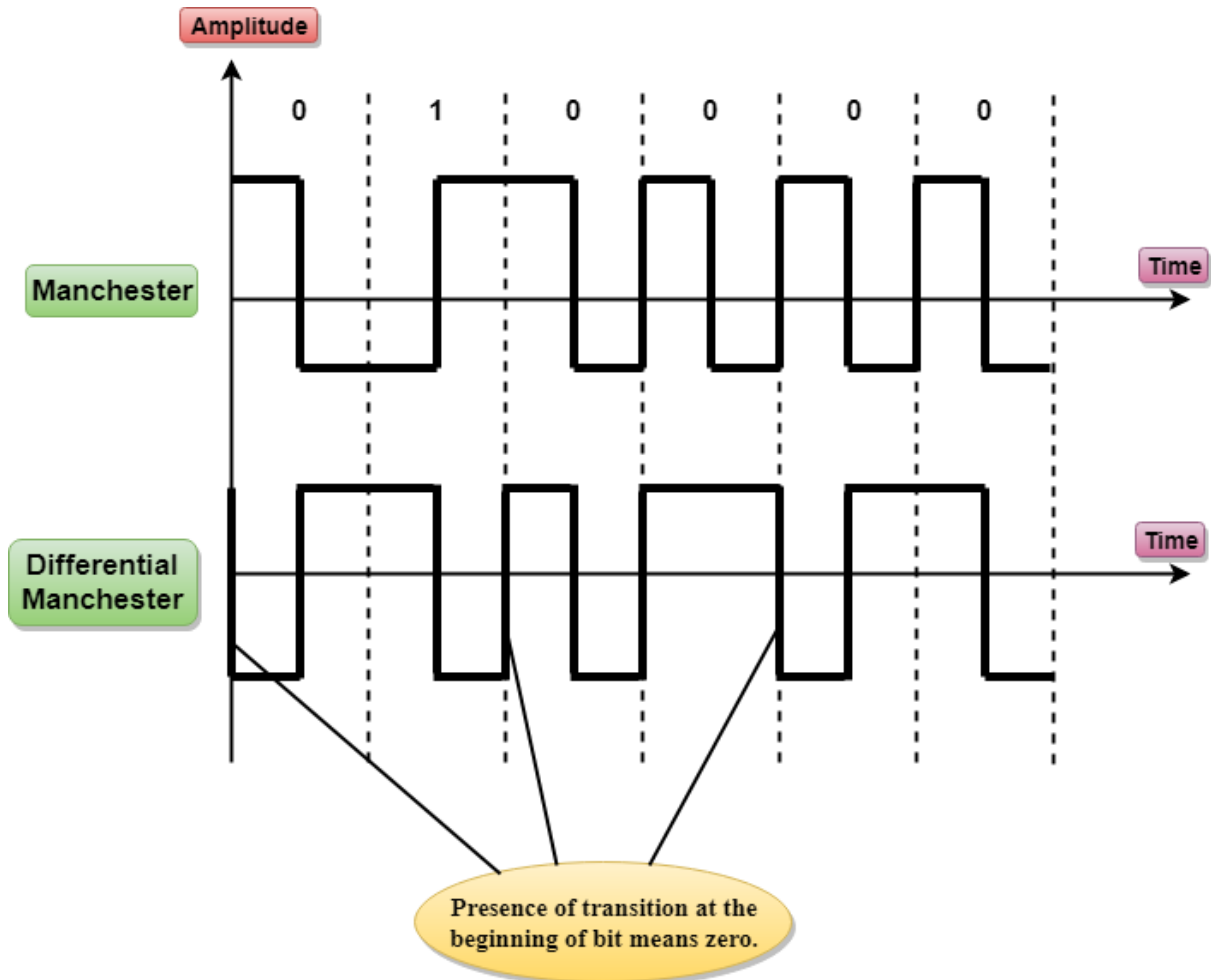 Amplitude
0 1 0 0 0 0
Manchester
Time
Differential
Manchester
Time
Presence of transition at the
beginning of bit means zero.